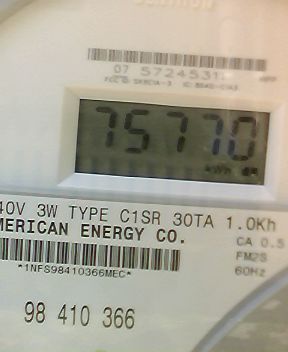 07 5724531
75770
kWh
40V 3W TYPE C1SR 30TA 1.0Kh
MERICAN ENERGY CO.
CA 0.5
FM2S
60Hz
*1NFS98410366MEC*
98 410 366